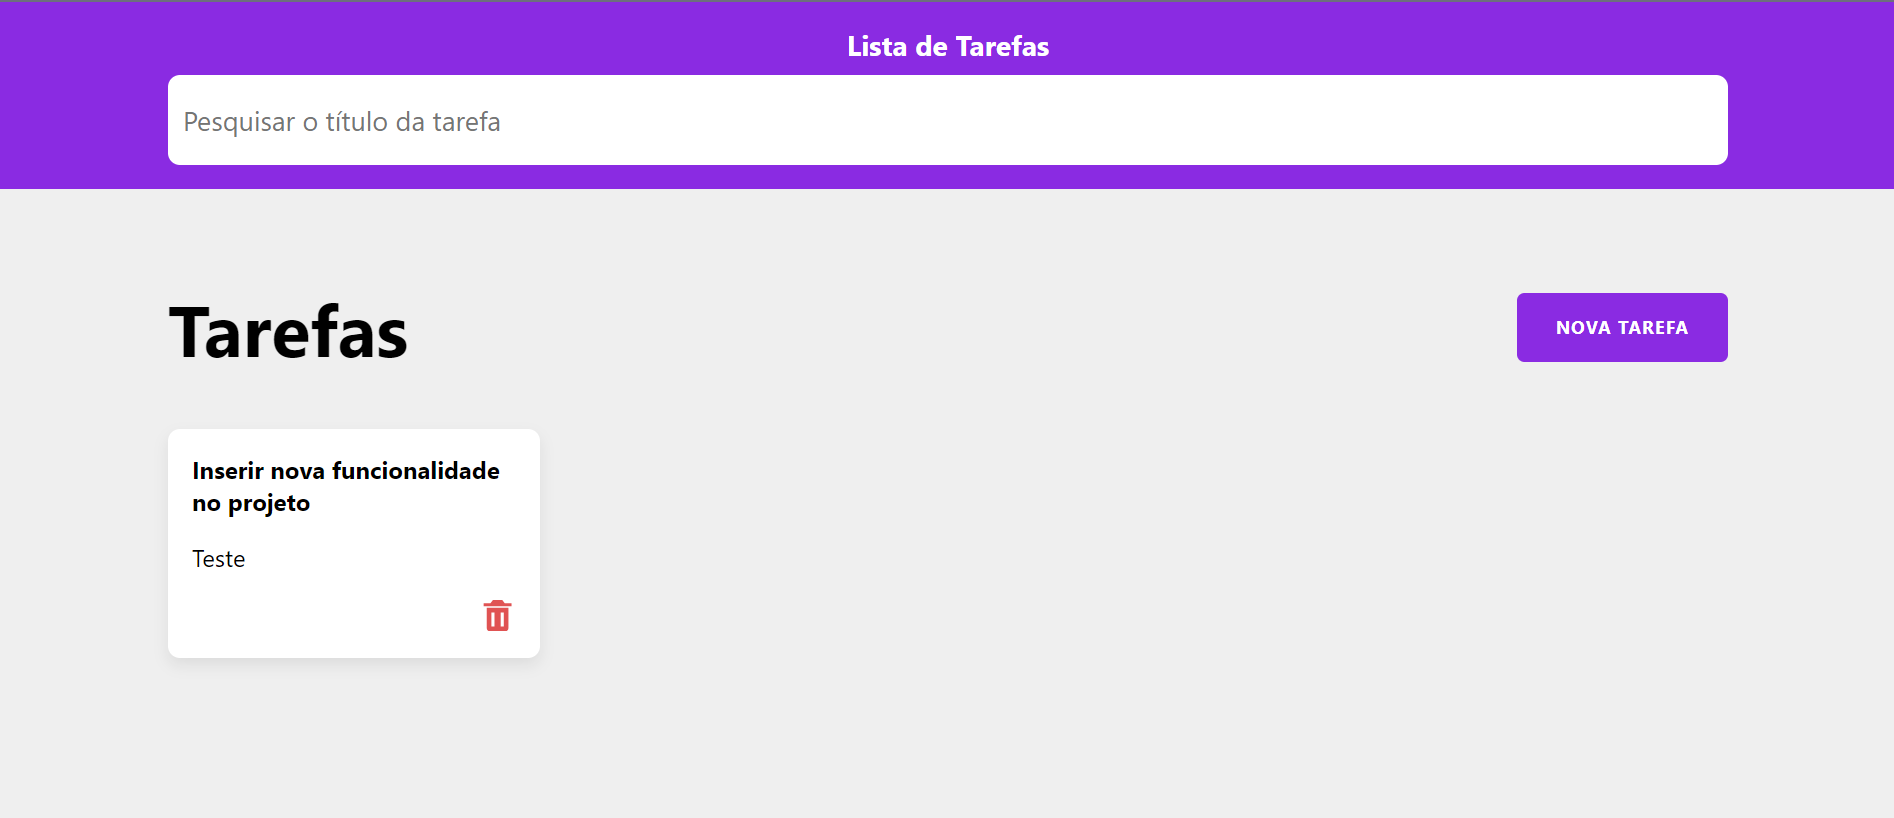 Lista de Tarefas
Pesquisar o título da tarefa
Tarefas
NOVA TAREFA
Inserir nova funcionalidade
no projeto
Teste